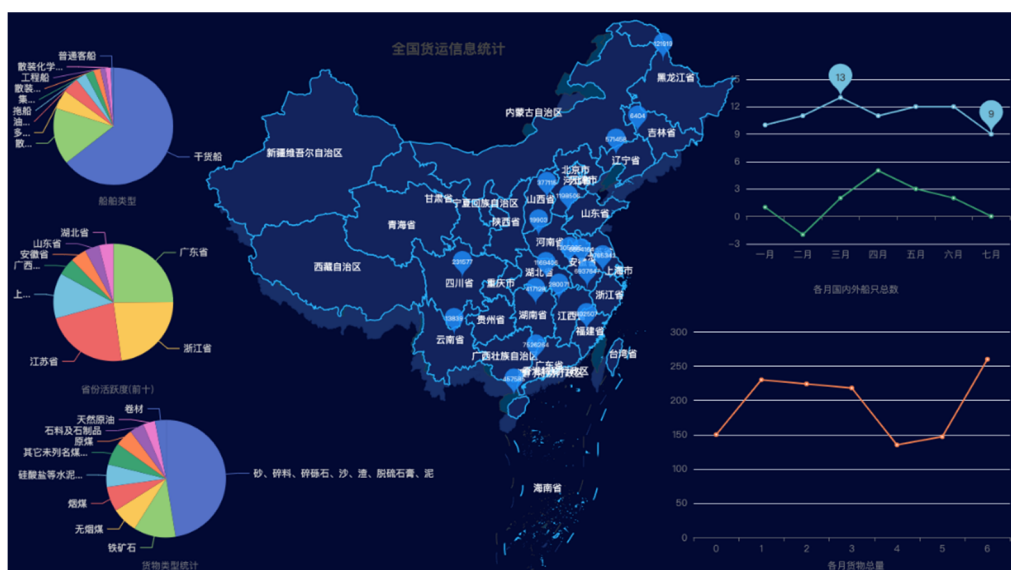 全国货运信息统计
普通客船
散装化学...
工程船
散装...
集...
拖船
油...
多...
散...
干货船
船舶类型
湖北省
山东省
安徽省
广西...
上...
江苏省
广东省
浙江省
省份活跃度(前十)
卷材
天然原油
石料及石制品
原煤
其它未列名煤...
硅酸盐等水泥...
烟煤
无烟煤
铁矿石
砂、碎料、碎砾石、沙、渣、脱硫石膏、泥
货物类型统计
黑龙江省
内蒙古自治区
6404
吉林省
新疆维吾尔自治区
辽宁省
北京市
甘肃省
宁夏回族自治区
山西省
陕西省
山东省
青海省
19902
河南省
西藏自治区
231577
四川省
重庆市
湖北省
上海市
浙江省
湖南省
江西
贵州省
云南省
福建省
广西壮族自治区
广东省
台湾省
海南省
15
12
9
6
3
0
-3
13
9
一月
二月
三月
四月
五月
六月
七月
各月国内外船只总数
300
250
200
150
100
50
0
0
1
2
3
4
5
6
各月货物总量